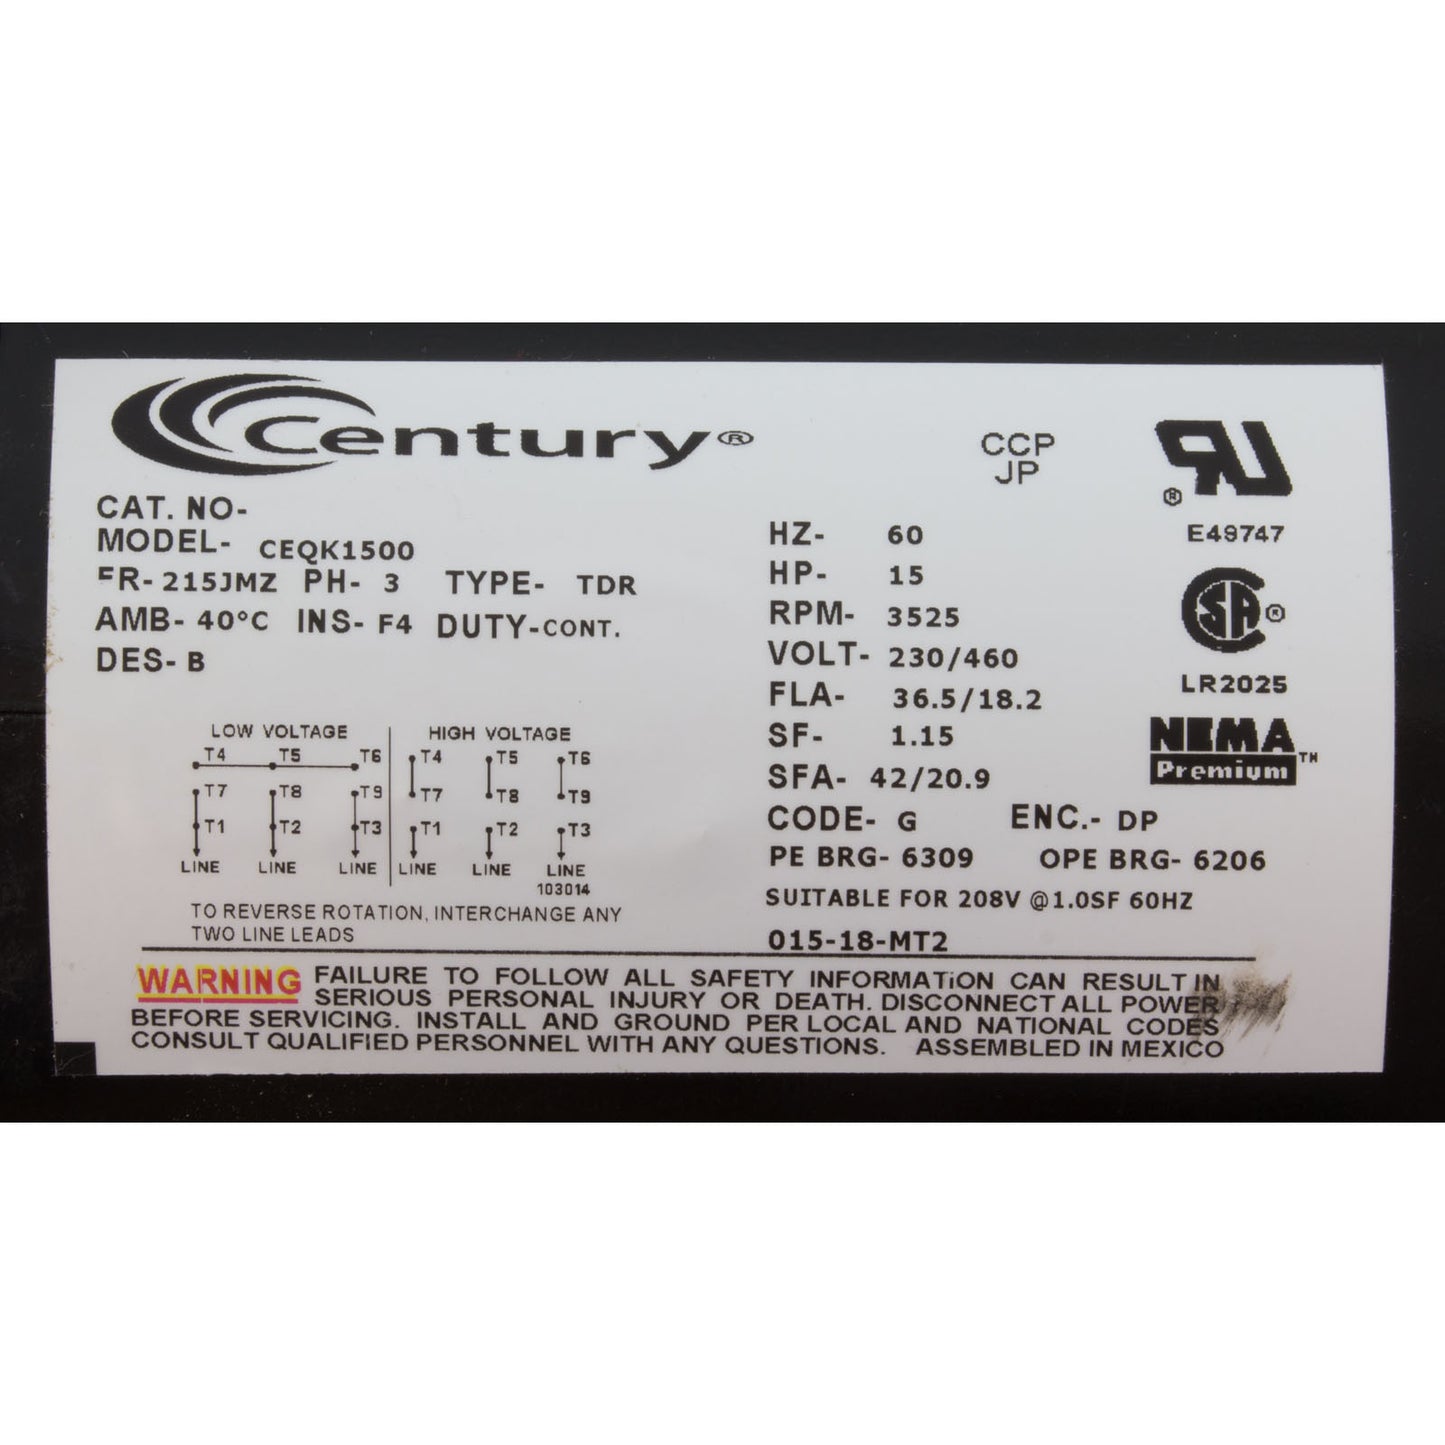 Century®
CCP
JP
®
E49747
CAT. NO-
MODEL- CEQK1500
FR- 215JMZ PH- 3 TYPE- TDR
AMB- 40°C INS- F4 DUTY-CONT.
DES- B
HZ- 60
HP- 15
RPM- 3525
VOLT- 230/460
FLA- 36.5/18.2
SF- 1.15
SFA- 42/20.9
CODE- G ENC.- DP
PE BRG- 6309 OPE BRG- 6206
SUITABLE FOR 208V @1.0SF 60HZ
015-18-MT2
SA ®
LR2025
NEMA
Premium ™
LOW VOLTAGE HIGH VOLTAGE
T4 T5 T6 T4 T5 T6
T7 T8 T9 T7 T8 T9
T1 T2 T3 T1 T2 T3
LINE LINE LINE LINE LINE LINE
103014
TO REVERSE ROTATION, INTERCHANGE ANY
TWO LINE LEADS
WARNING FAILURE TO FOLLOW ALL SAFETY INFORMATiON CAN RESULT IN
SERIOUS PERSONAL INJURY OR DEATH. DISCONNECT ALL POWER
BEFORE SERVICING. INSTALL AND GROUND PER LOCAL AND NATIONAL CODES
CONSULT QUALIFIED PERSONNEL WITH ANY QUESTIONS. ASSEMBLED IN MEXICO